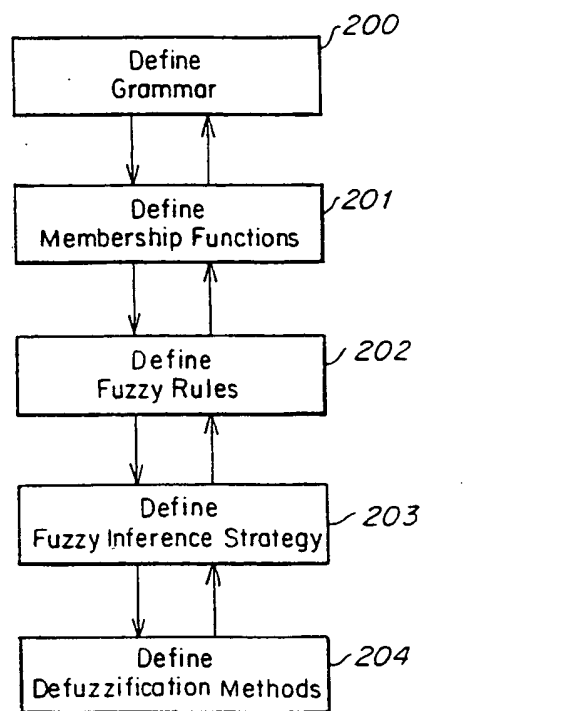 200
Define
Grammar
201
Define
Membership Functions
202
Define
Fuzzy Rules
203
Define
Fuzzy Inference Strategy
204
Define
Defuzzification Methods